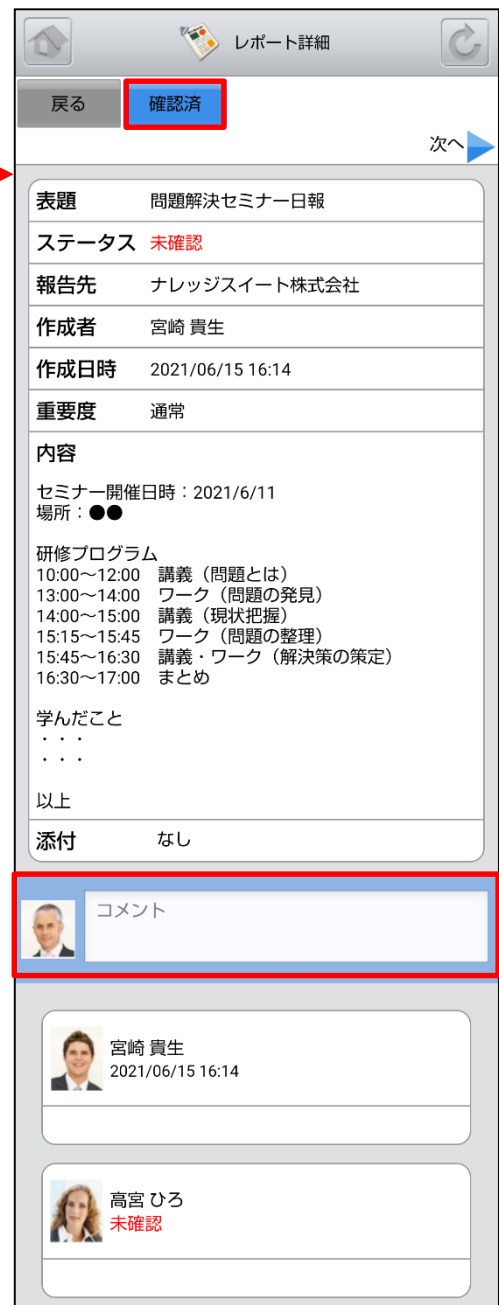 レポート詳細
戻る 確認済
次へ
表題 問題解決セミナー日報
ステータス 未確認
報告先 ナレッジスイート株式会社
作成者 宮崎 貴生
作成日時 2021/06/15 16:14
重要度 通常
内容
セミナー開催日時：2021/6/11
場所：●●
研修プログラム
10:00～12:00 講義（問題とは）
13:00～14:00 ワーク（問題の発見）
14:00～15:00 講義（現状把握）
15:15～15:45 ワーク（問題の整理）
15:45～16:30 講義・ワーク（解決策の策定）
16:30～17:00 まとめ
学んだこと
・・・
・・・
以上
添付 なし
コメント
宮崎 貴生
2021/06/15 16:14
高宮 ひろ
未確認